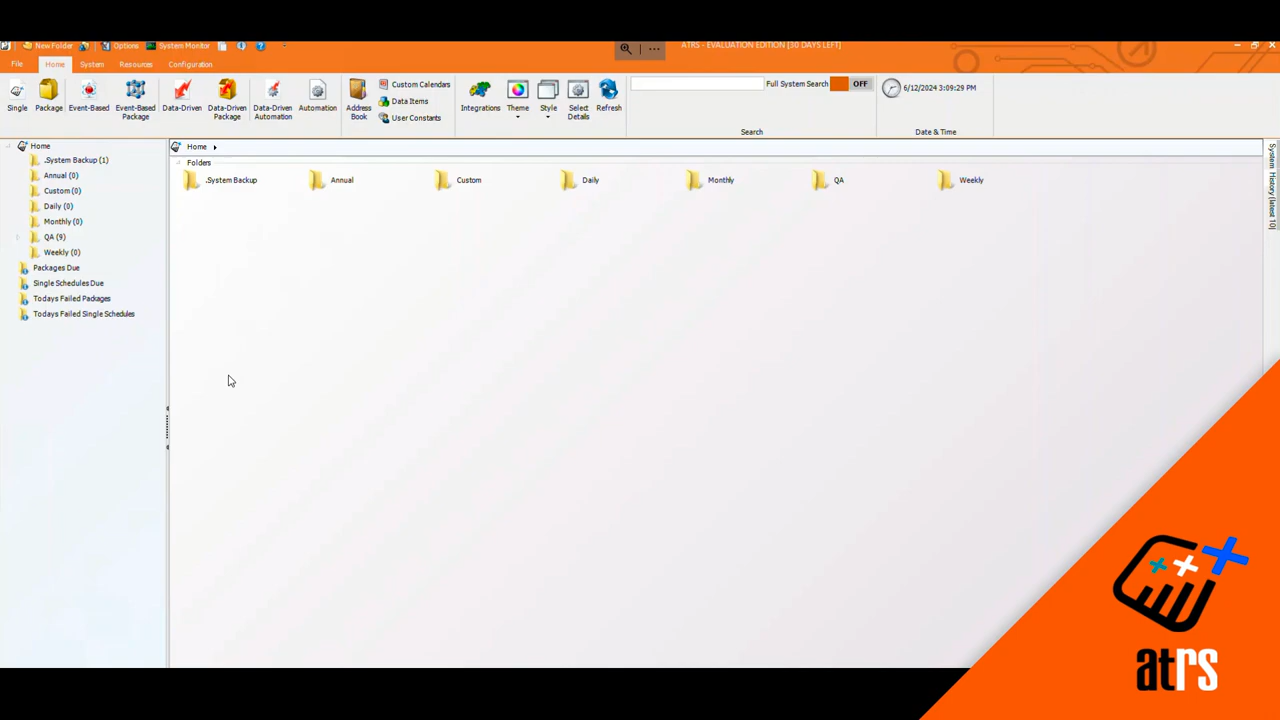 New Folder Options System Monitor ATRS - EVALUATION EDITION [30 DAYS LEFT]
File Home System Resources Configuration
Single Package Event-Based Event-Based Package Data-Driven Data-Driven Package Data-Driven Automation Automation Address Book
Custom Calendars
Data Items
User Constants
Integrations Theme Style Select Details Refresh
Full System Search OFF
6/12/2024 3:09:29 PM
Search Date & Time
Home
.System Backup (1)
Annual (0)
Custom (0)
Daily (0)
Monthly (0)
QA (9)
Weekly (0)
Packages Due
Single Schedules Due
Todays Failed Packages
Todays Failed Single Schedules
Home
Folders
.System Backup Annual Custom Daily Monthly QA Weekly
System History (latest 10)
atrs